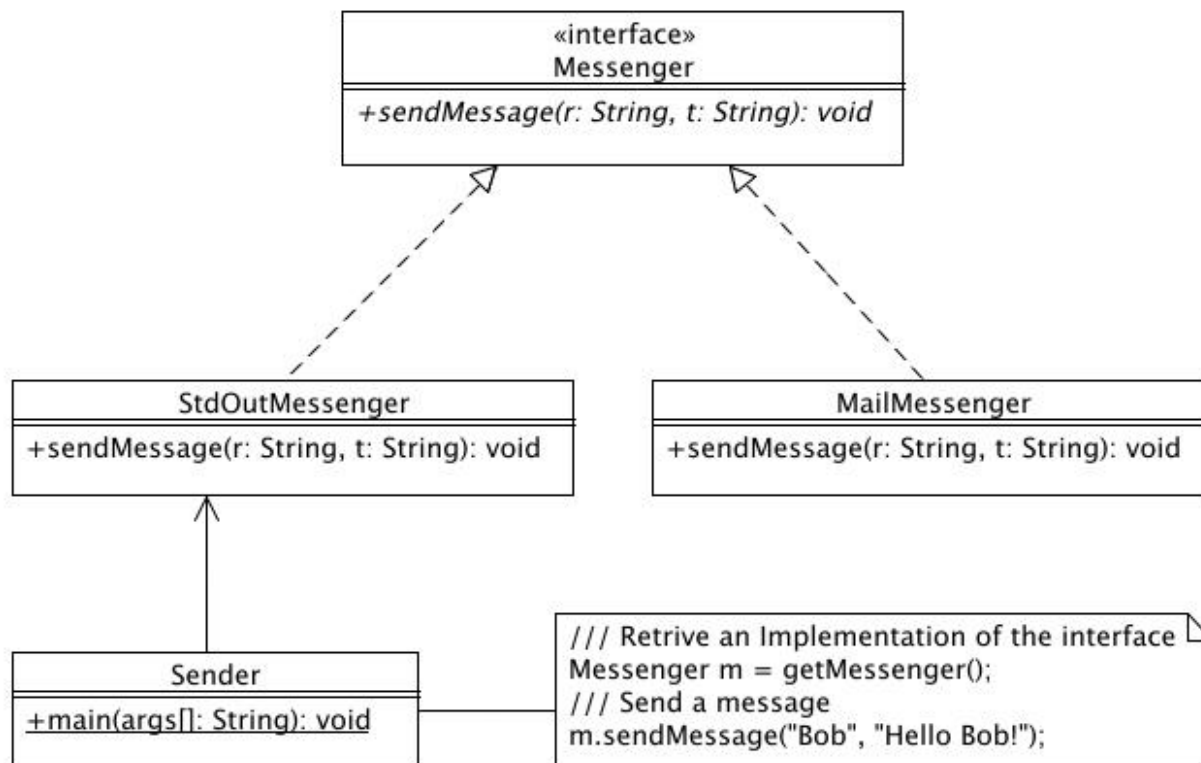 «interface»
Messenger
+sendMessage(r: String, t: String): void
StdOutMessenger
+sendMessage(r: String, t: String): void
MailMessenger
+sendMessage(r: String, t: String): void
Sender
+main(args[]: String): void
/// Retrive an Implementation of the interface
Messenger m = getMessenger();
/// Send a message
m.sendMessage("Bob", "Hello Bob!");